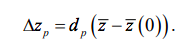 Δz_p = d_p (z̅ − z̅(0)).